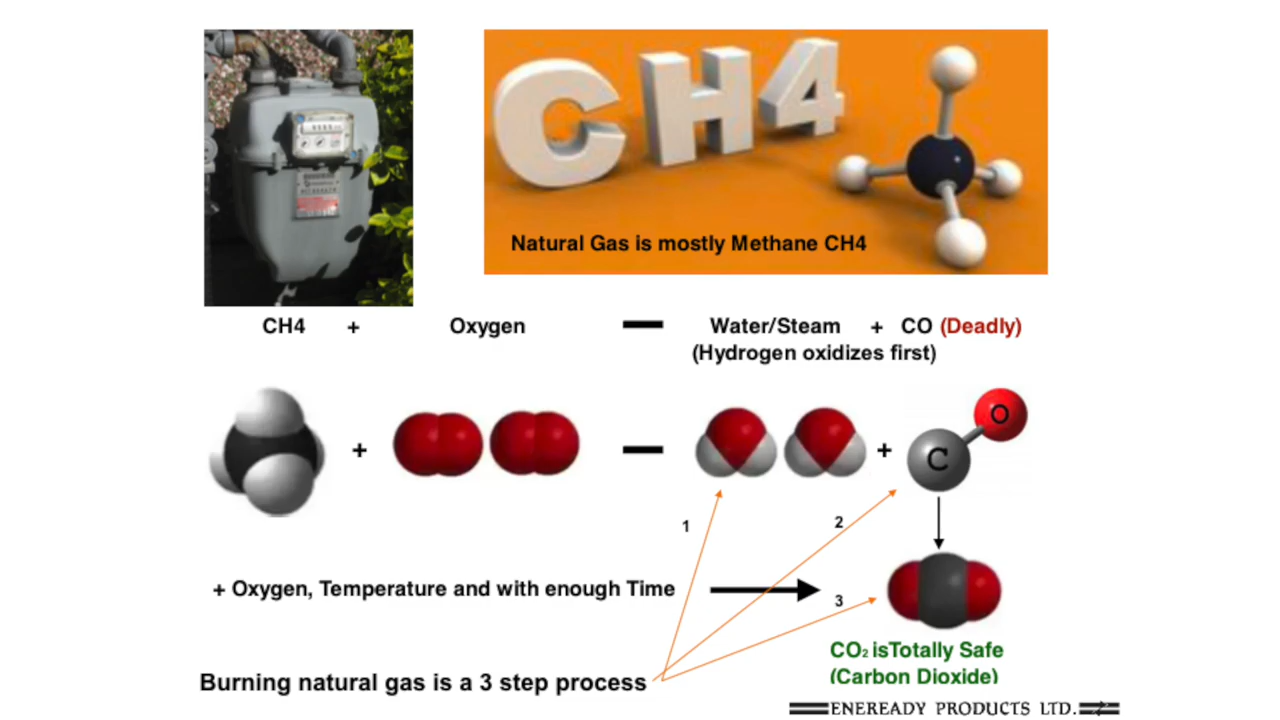 CH4
Natural Gas is mostly Methane CH4
CH4 + Oxygen Water/Steam + CO (Deadly)
(Hydrogen oxidizes first)
+ + O
C
1 2
+ Oxygen, Temperature and with enough Time
3
CO₂ isTotally Safe
(Carbon Dioxide)
Burning natural gas is a 3 step process
ENEREADY PRODUCTS LTD.